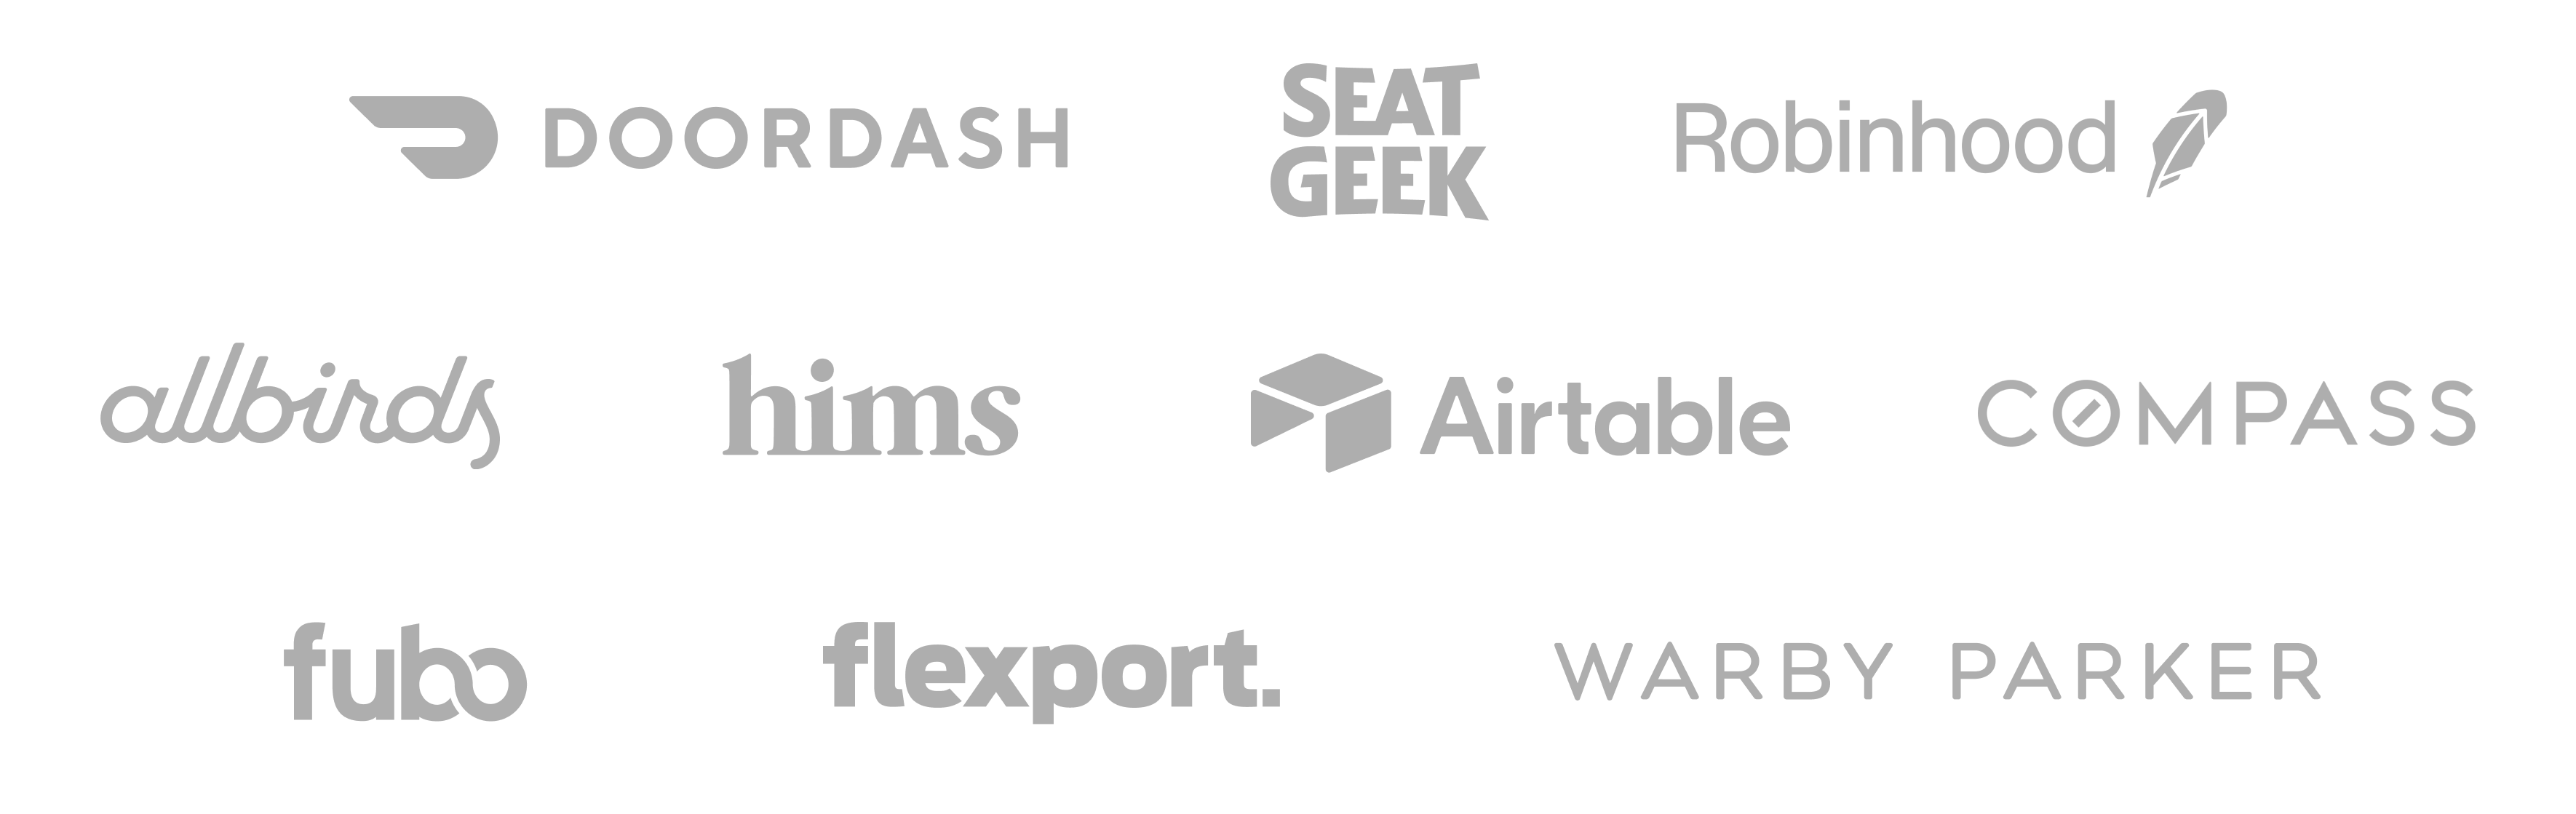 DOORDASH SEAT GEEK Robinhood
allbirds hims Airtable COMPASS
fubo flexport. WARBY PARKER